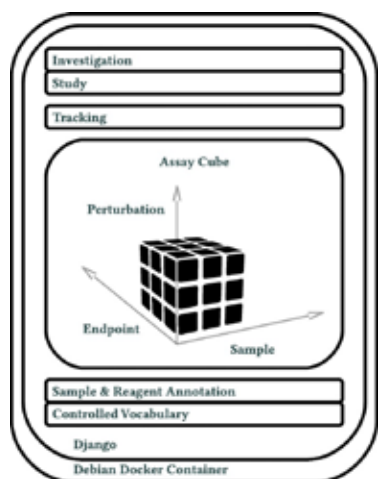 Investigation
Study
Tracking
Assay Cube
Perturbation
Endpoint
Sample
Sample & Reagent Annotation
Controlled Vocabulary
Django
Debian Docker Container